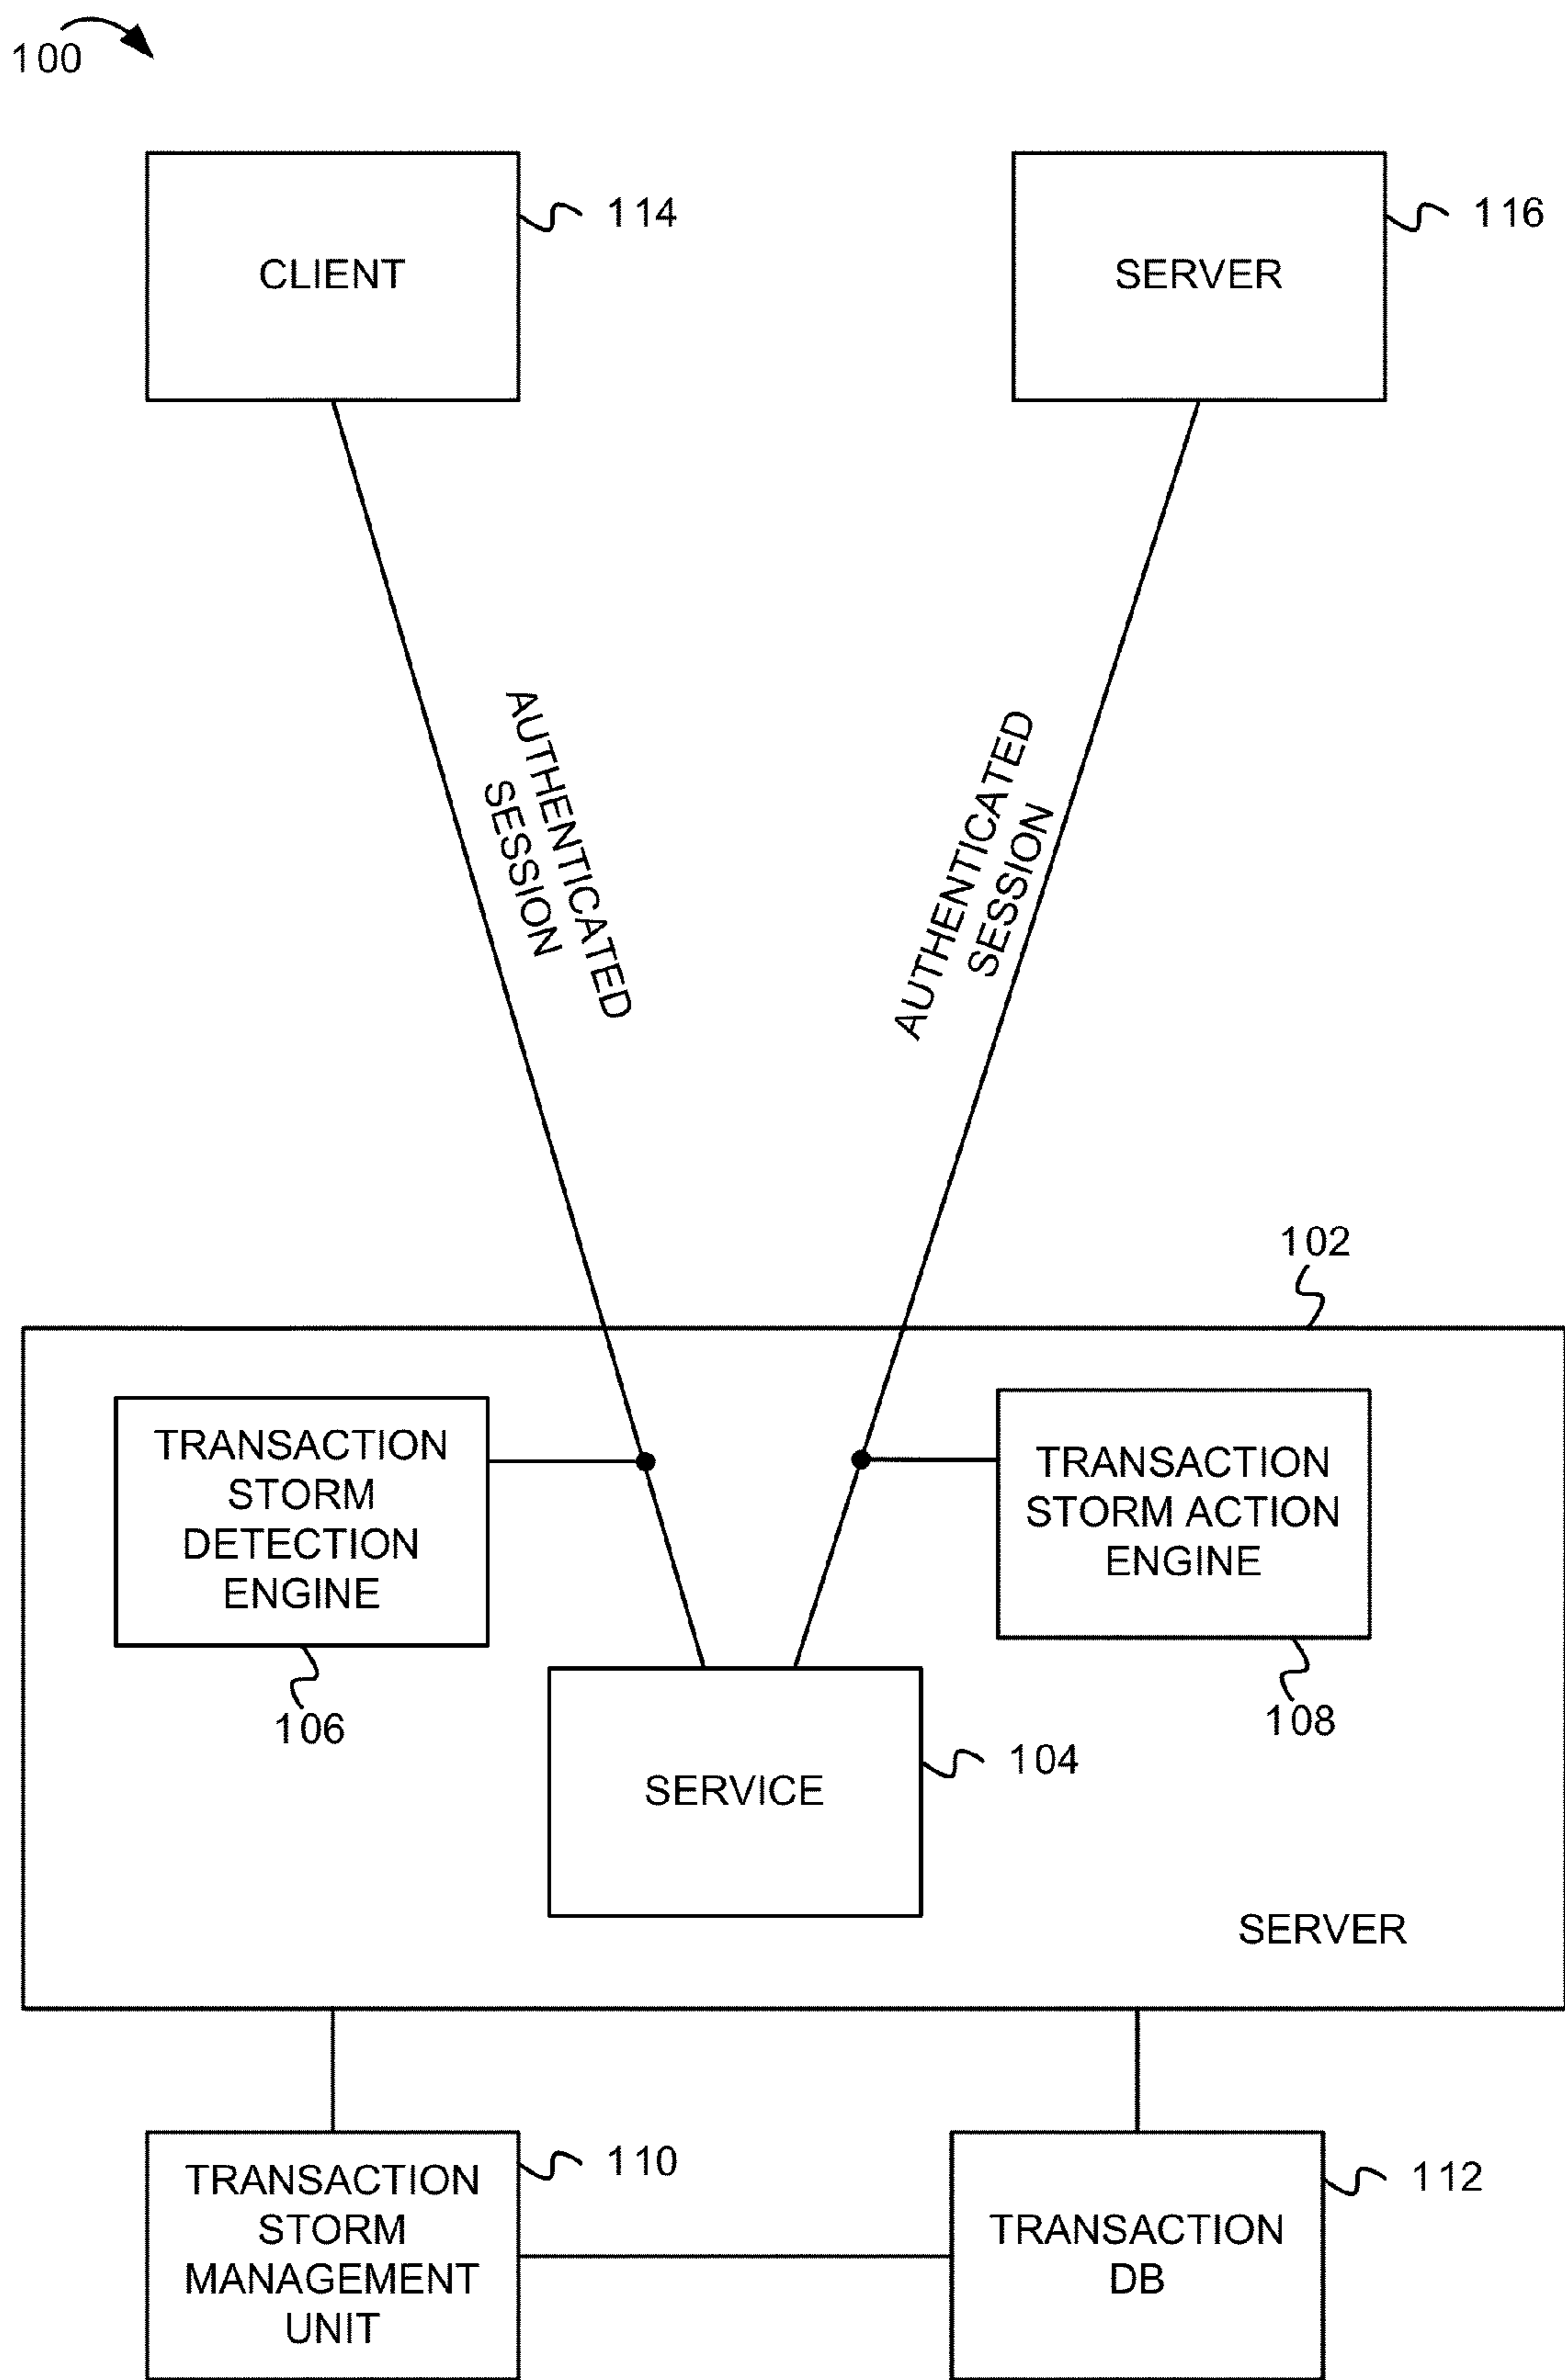 100
CLIENT
114
SERVER
116
AUTHENTICATED
SESSION
AUTHENTICATED
SESSION
102
TRANSACTION
STORM
DETECTION
ENGINE
106
TRANSACTION
STORM ACTION
ENGINE
108
SERVICE
104
SERVER
TRANSACTION
STORM
MANAGEMENT
UNIT
110
TRANSACTION
DB
112